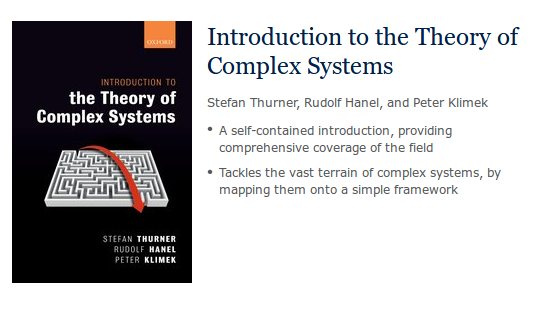 OXFORD
INTRODUCTION TO
the Theory of
Complex Systems
STEFAN THURNER
RUDOLF HANEL
PETER KLIMEK
Introduction to the Theory of
Complex Systems
Stefan Thurner, Rudolf Hanel, and Peter Klimek
• A self-contained introduction, providing
comprehensive coverage of the field
• Tackles the vast terrain of complex systems, by
mapping them onto a simple framework